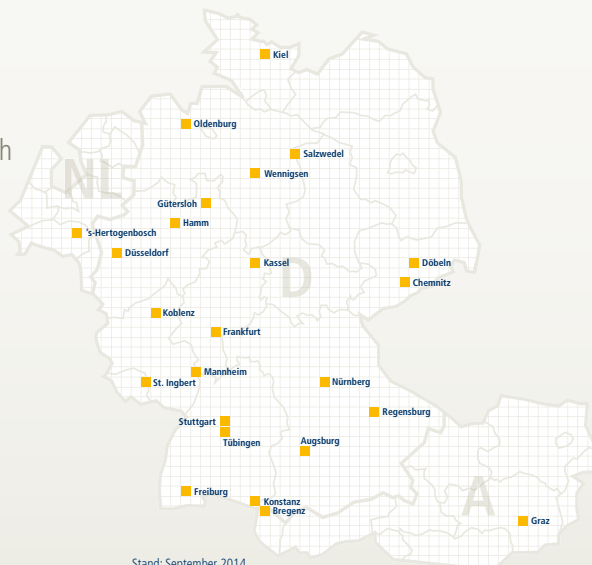 Kiel
Oldenburg
ch
Salzwedel
Wennigsen
NL
Gütersloh
Hamm
's-Hertogenbosch
Düsseldorf
Kassel
D
Döbeln
Chemnitz
Koblenz
Frankfurt
Mannheim
St. Ingbert
Nürnberg
Regensburg
Stuttgart
Tübingen
Augsburg
Freiburg
Konstanz
Bregenz
A
Graz
Stand: September 2014